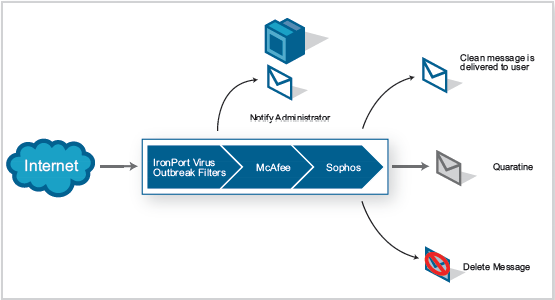 Clean message is
delivered to user
Notify Administrator
Internet
IronPort Virus
Outbreak Filters
McAfee
Sophos
Quaratine
Delete Message